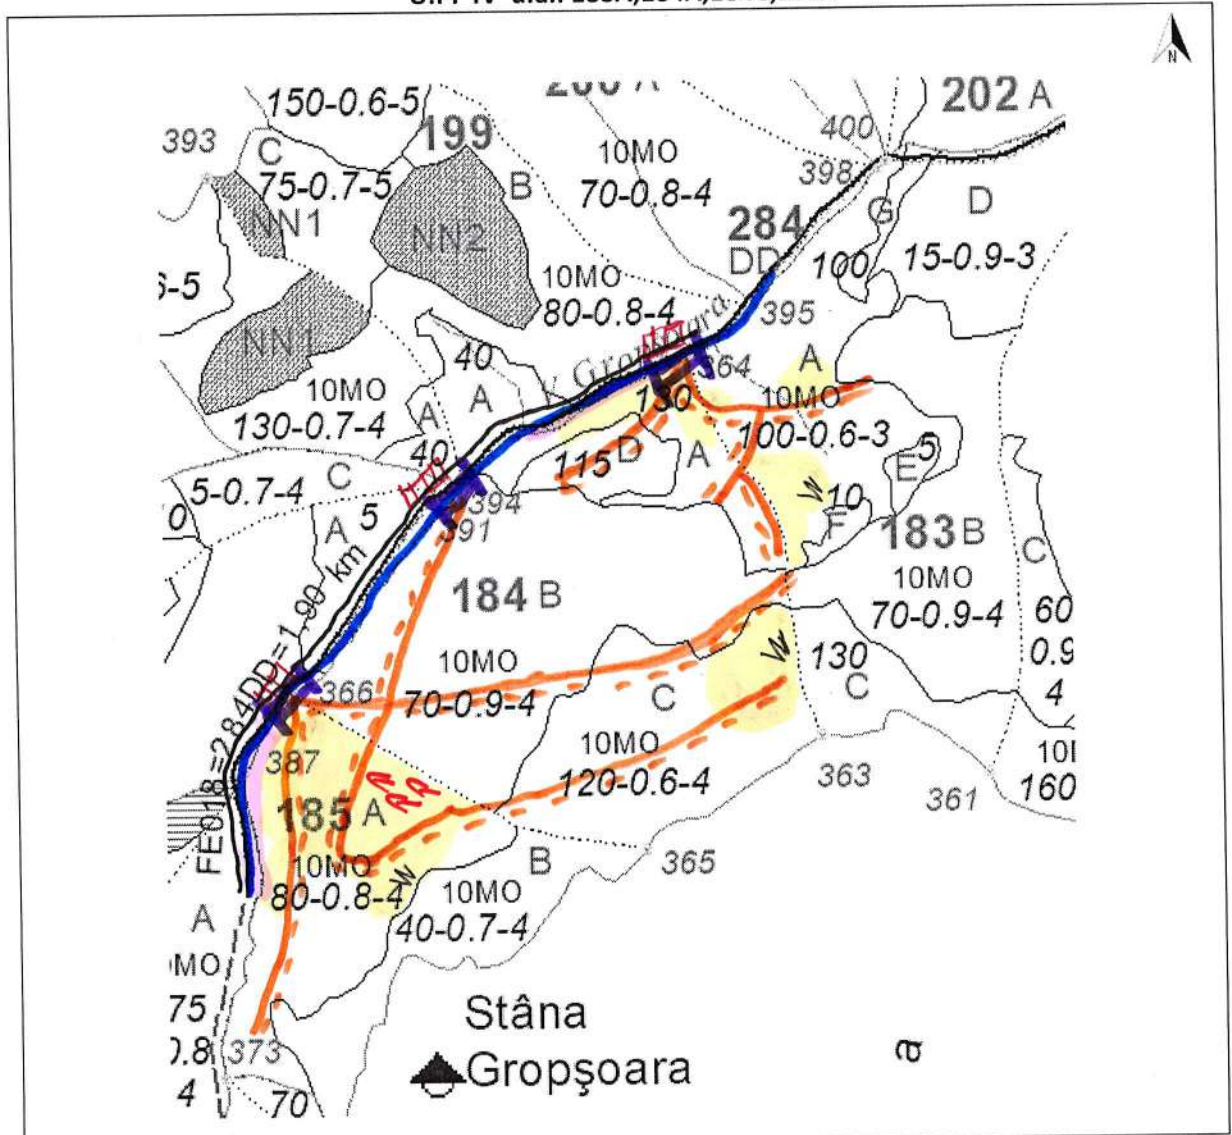 150-0.6-5
202 A
393
C
199
400
10MO
75-0.7-5
B
70-0.8-4
398
NN1
NN2
284
G
D
DD
100
15-0.9-3
10MO
80-0.8-4
395
NN1
40
364
A
10MO
A
130
10MO
130-0.7-4
A
100-0.6-3
40
115
D
A
E
5
C
5-0.7-4
5
394
W
10
A
391
F
183 B
C
184 B
10MO
70-0.9-4
60
0.9
4
10MO
W
130
366
70-0.9-4
C
C
10MO
FE018=284DD=1.90 km
387
120-0.6-4
363
160
185 A
361
B
365
10MO
W
80-0.8-4
10MO
40-0.7-4
A
75
Stâna
373
Gropşoara
a
4
70